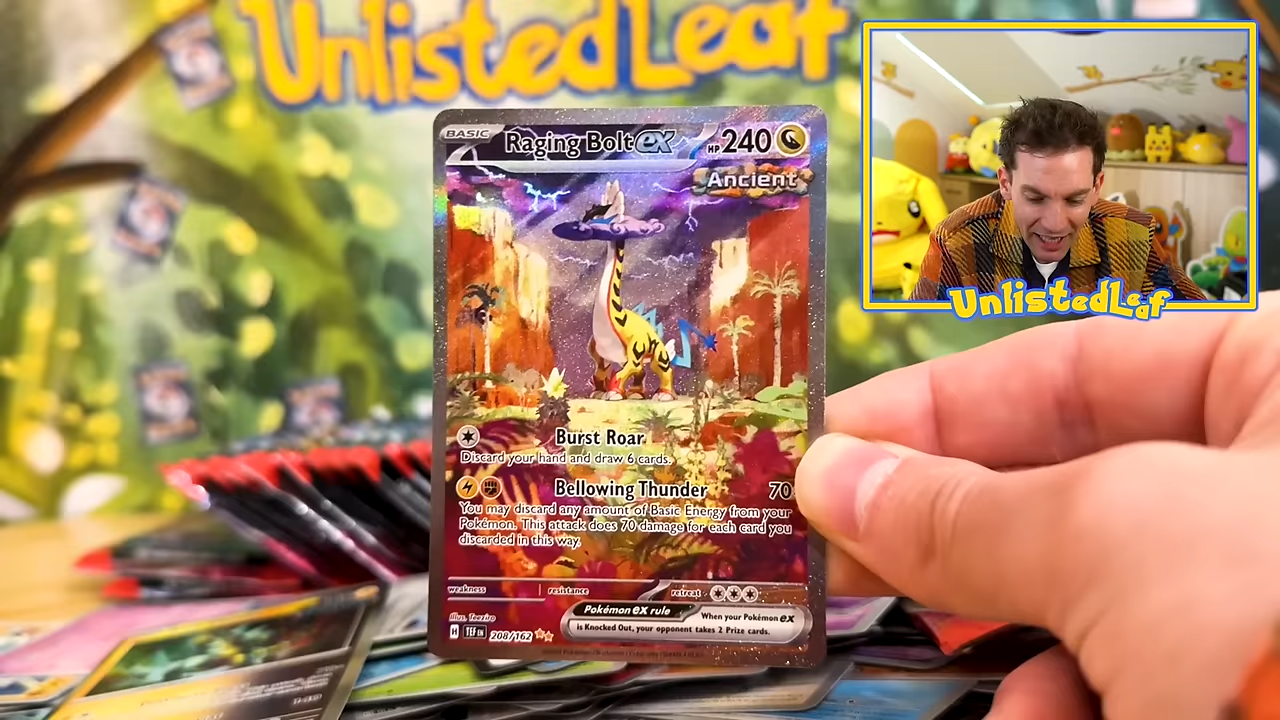 UnlistedLeaf
BASIC Raging Bolt ex HP 240
Ancient
UnlistedLeaf
Burst Roar
Discard your hand and draw 6 cards.
Bellowing Thunder 70
You may discard any amount of Basic Energy from your
Pokémon. This attack does 70 damage for each card you
discarded in this way.
weakness resistance retreat
Illus. Teeziro
Pokémon ex rule When your Pokémon ex
is Knocked Out, your opponent takes 2 Prize cards.
H TEF EN 208/162